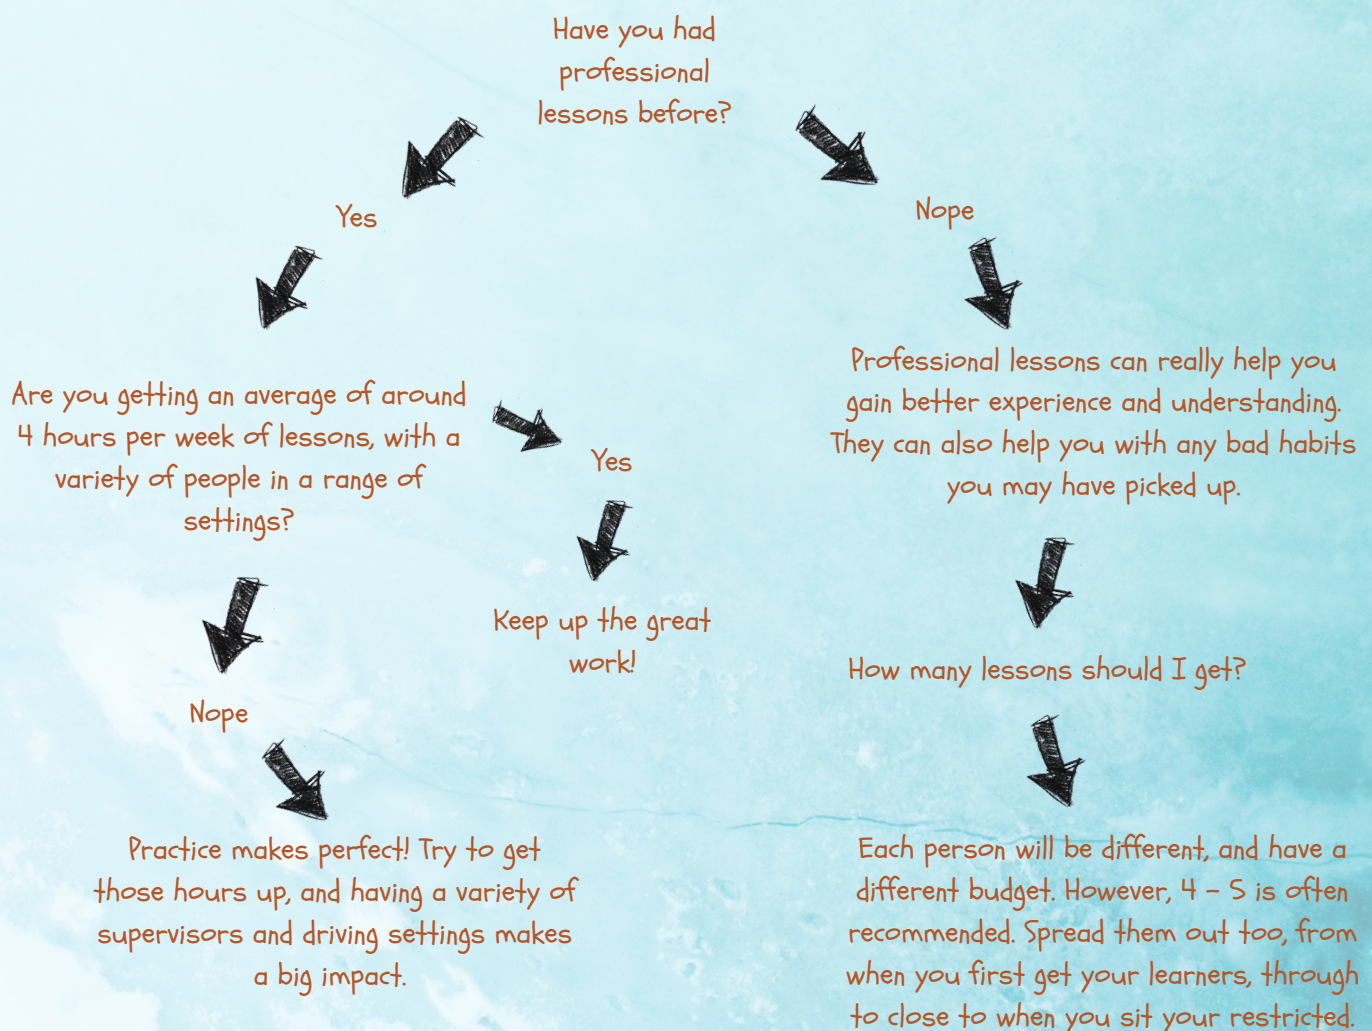 Have you had
professional
lessons before?
Yes
Nope
Are you getting an average of around
4 hours per week of lessons, with a
variety of people in a range of
settings?
Yes
Keep up the great
work!
Nope
Practice makes perfect! Try to get
those hours up, and having a variety of
supervisors and driving settings makes
a big impact.
Professional lessons can really help you
gain better experience and understanding.
They can also help you with any bad habits
you may have picked up.
How many lessons should I get?
Each person will be different, and have a
different budget. However, 4 - 5 is often
recommended. Spread them out too, from
when you first get your learners, through
to close to when you sit your restricted.